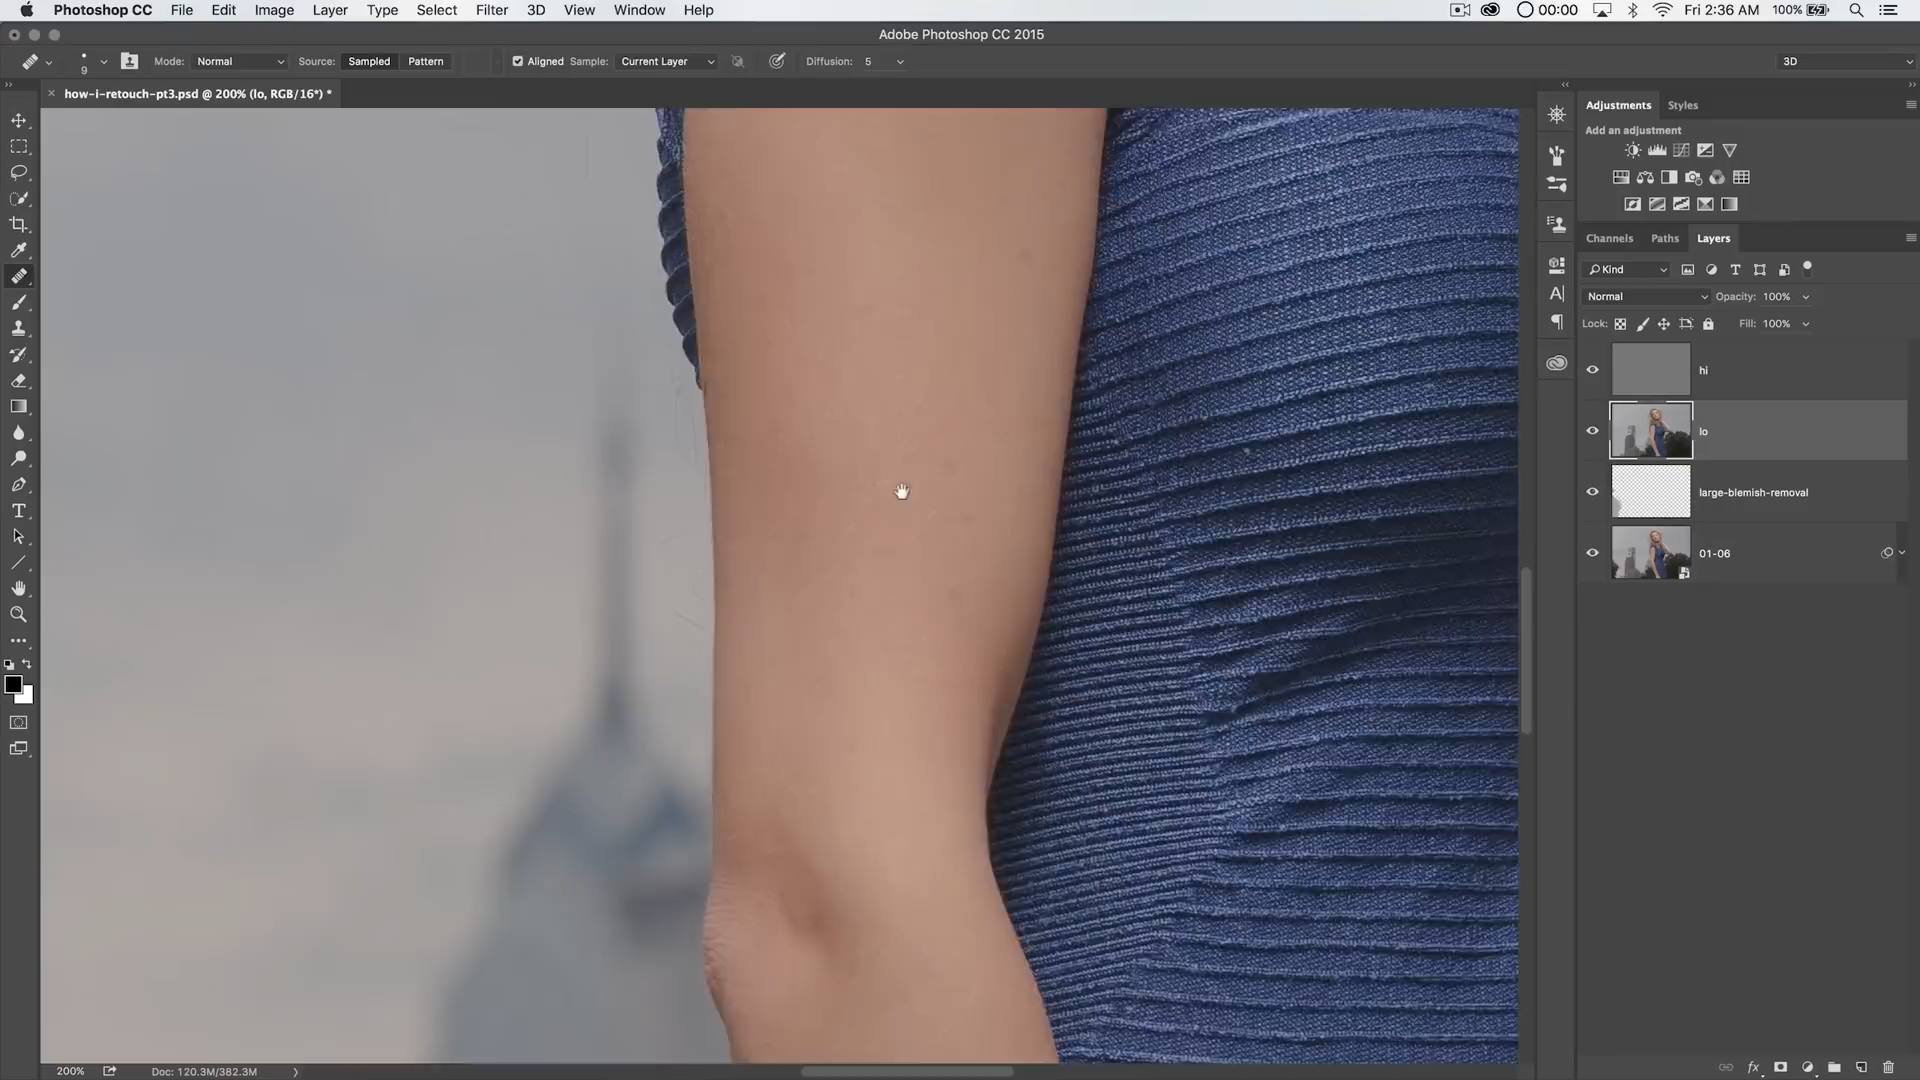 Photoshop CC File Edit Image Layer Type Select Filter 3D View Window Help 00:00 Fri 2:36 AM 100%
Adobe Photoshop CC 2015
9 Mode: Normal Source: Sampled Pattern Aligned Sample: Current Layer Diffusion: 5 3D
how-i-retouch-pt3.psd @ 200% (lo, RGB/16*) *
Adjustments Styles
Add an adjustment
Channels Paths Layers
Kind
Normal Opacity: 100%
Lock: Fill: 100%
hi
lo
large-blemish-removal
01-06
200% Doc: 120.3M/382.3M